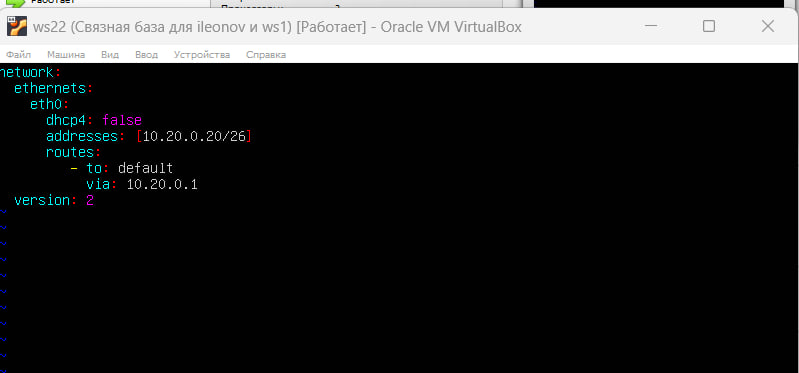 Работает
ws22 (Связная база для ileonov и ws1) [Работает] - Oracle VM VirtualBox
Файл Машина Вид Ввод Устройства Справка
network:
  ethernets:
    eth0:
      dhcp4: false
      addresses: [10.20.0.20/26]
      routes:
         - to: default
           via: 10.20.0.1
  version: 2
~
~
~
~
~
~
~
~
~
~